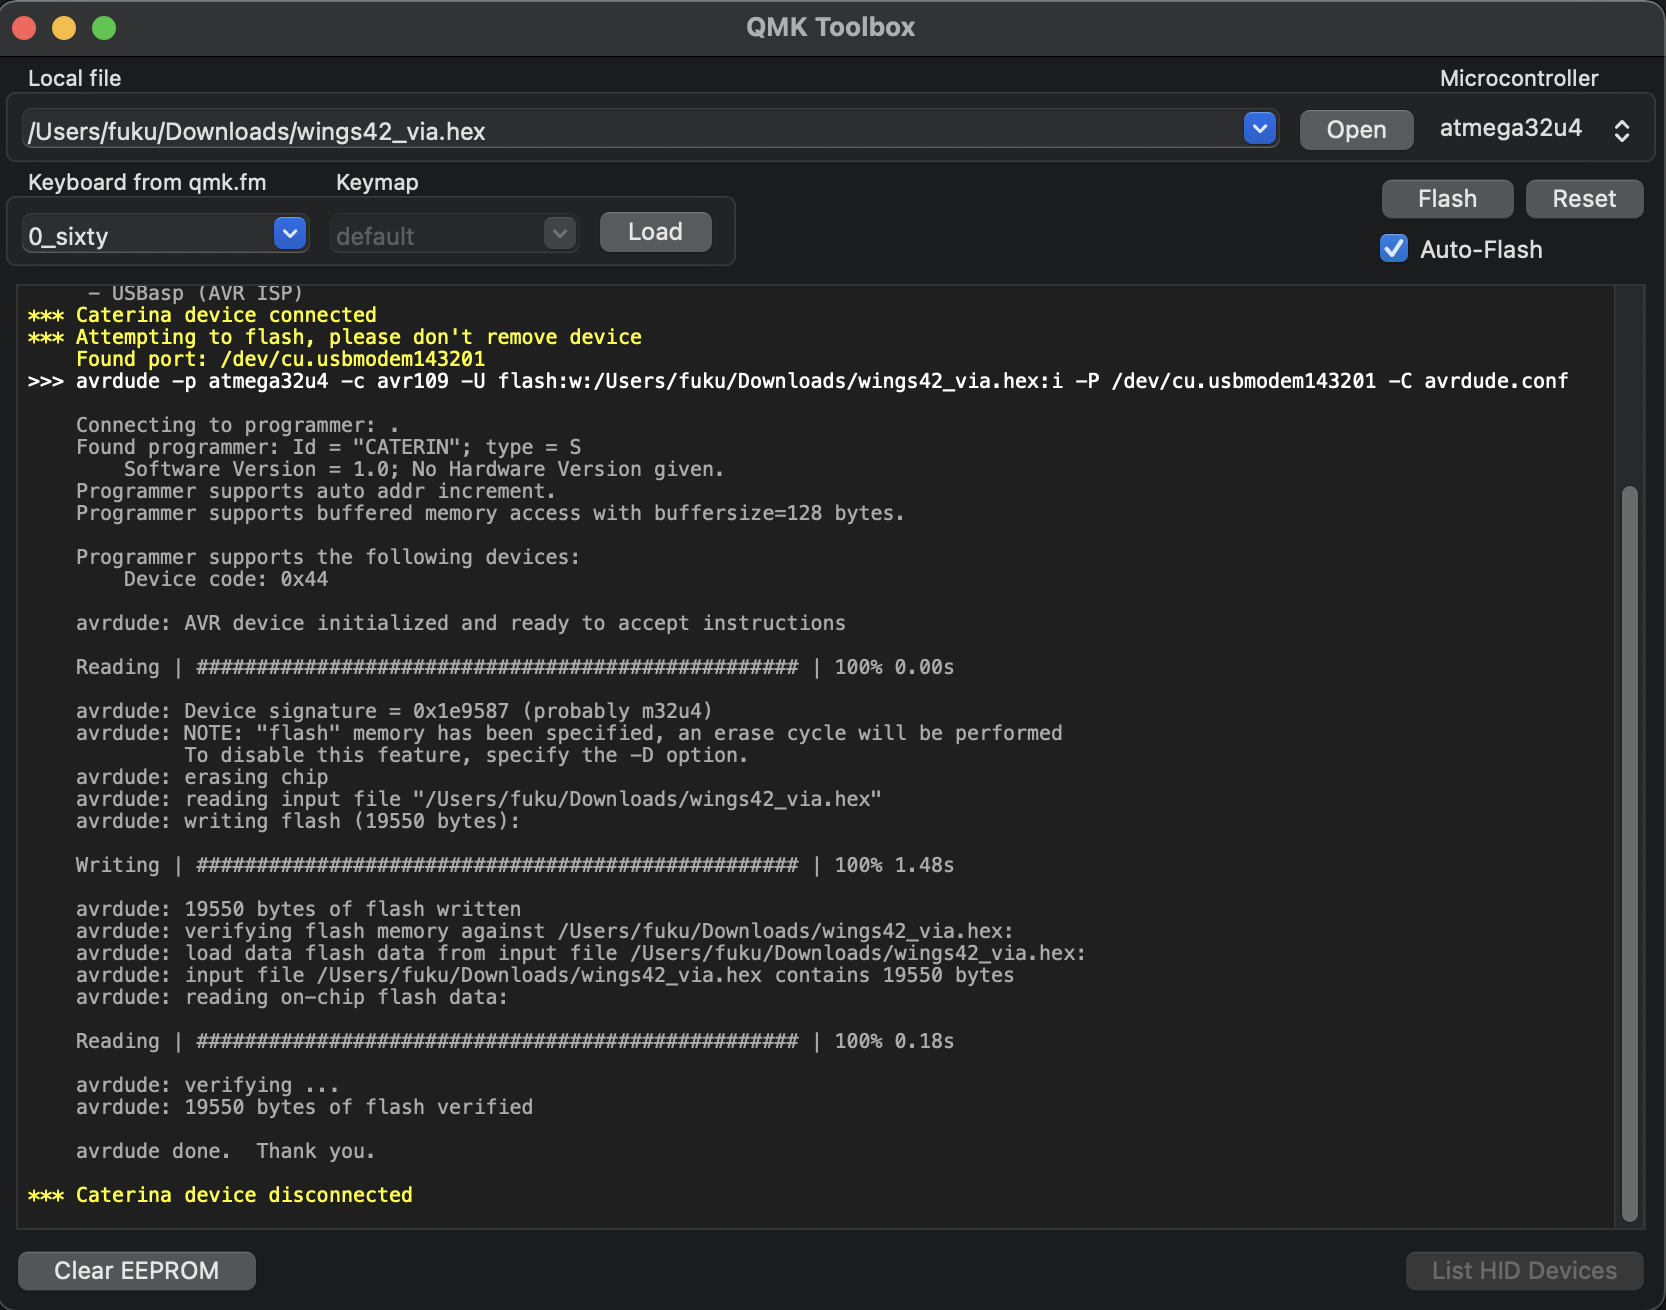 QMK Toolbox
Local file
Microcontroller
/Users/fuku/Downloads/wings42_via.hex
Open
atmega32u4
Keyboard from qmk.fm
Keymap
Flash
Reset
0_sixty
default
Load
Auto-Flash
- USBasp (AVR ISP)
*** Caterina device connected
*** Attempting to flash, please don't remove device
Found port: /dev/cu.usbmodem143201
>>> avrdude -p atmega32u4 -c avr109 -U flash:w:/Users/fuku/Downloads/wings42_via.hex:i -P /dev/cu.usbmodem143201 -C avrdude.conf
Connecting to programmer: .
Found programmer: Id = "CATERIN"; type = S
Software Version = 1.0; No Hardware Version given.
Programmer supports auto addr increment.
Programmer supports buffered memory access with buffersize=128 bytes.
Programmer supports the following devices:
Device code: 0x44
avrdude: AVR device initialized and ready to accept instructions
Reading | ################################################## | 100% 0.00s
avrdude: Device signature = 0x1e9587 (probably m32u4)
avrdude: NOTE: "flash" memory has been specified, an erase cycle will be performed
To disable this feature, specify the -D option.
avrdude: erasing chip
avrdude: reading input file "/Users/fuku/Downloads/wings42_via.hex"
avrdude: writing flash (19550 bytes):
Writing | ################################################## | 100% 1.48s
avrdude: 19550 bytes of flash written
avrdude: verifying flash memory against /Users/fuku/Downloads/wings42_via.hex:
avrdude: load data flash data from input file /Users/fuku/Downloads/wings42_via.hex:
avrdude: input file /Users/fuku/Downloads/wings42_via.hex contains 19550 bytes
avrdude: reading on-chip flash data:
Reading | ################################################## | 100% 0.18s
avrdude: verifying ...
avrdude: 19550 bytes of flash verified
avrdude done.  Thank you.
*** Caterina device disconnected
Clear EEPROM
List HID Devices